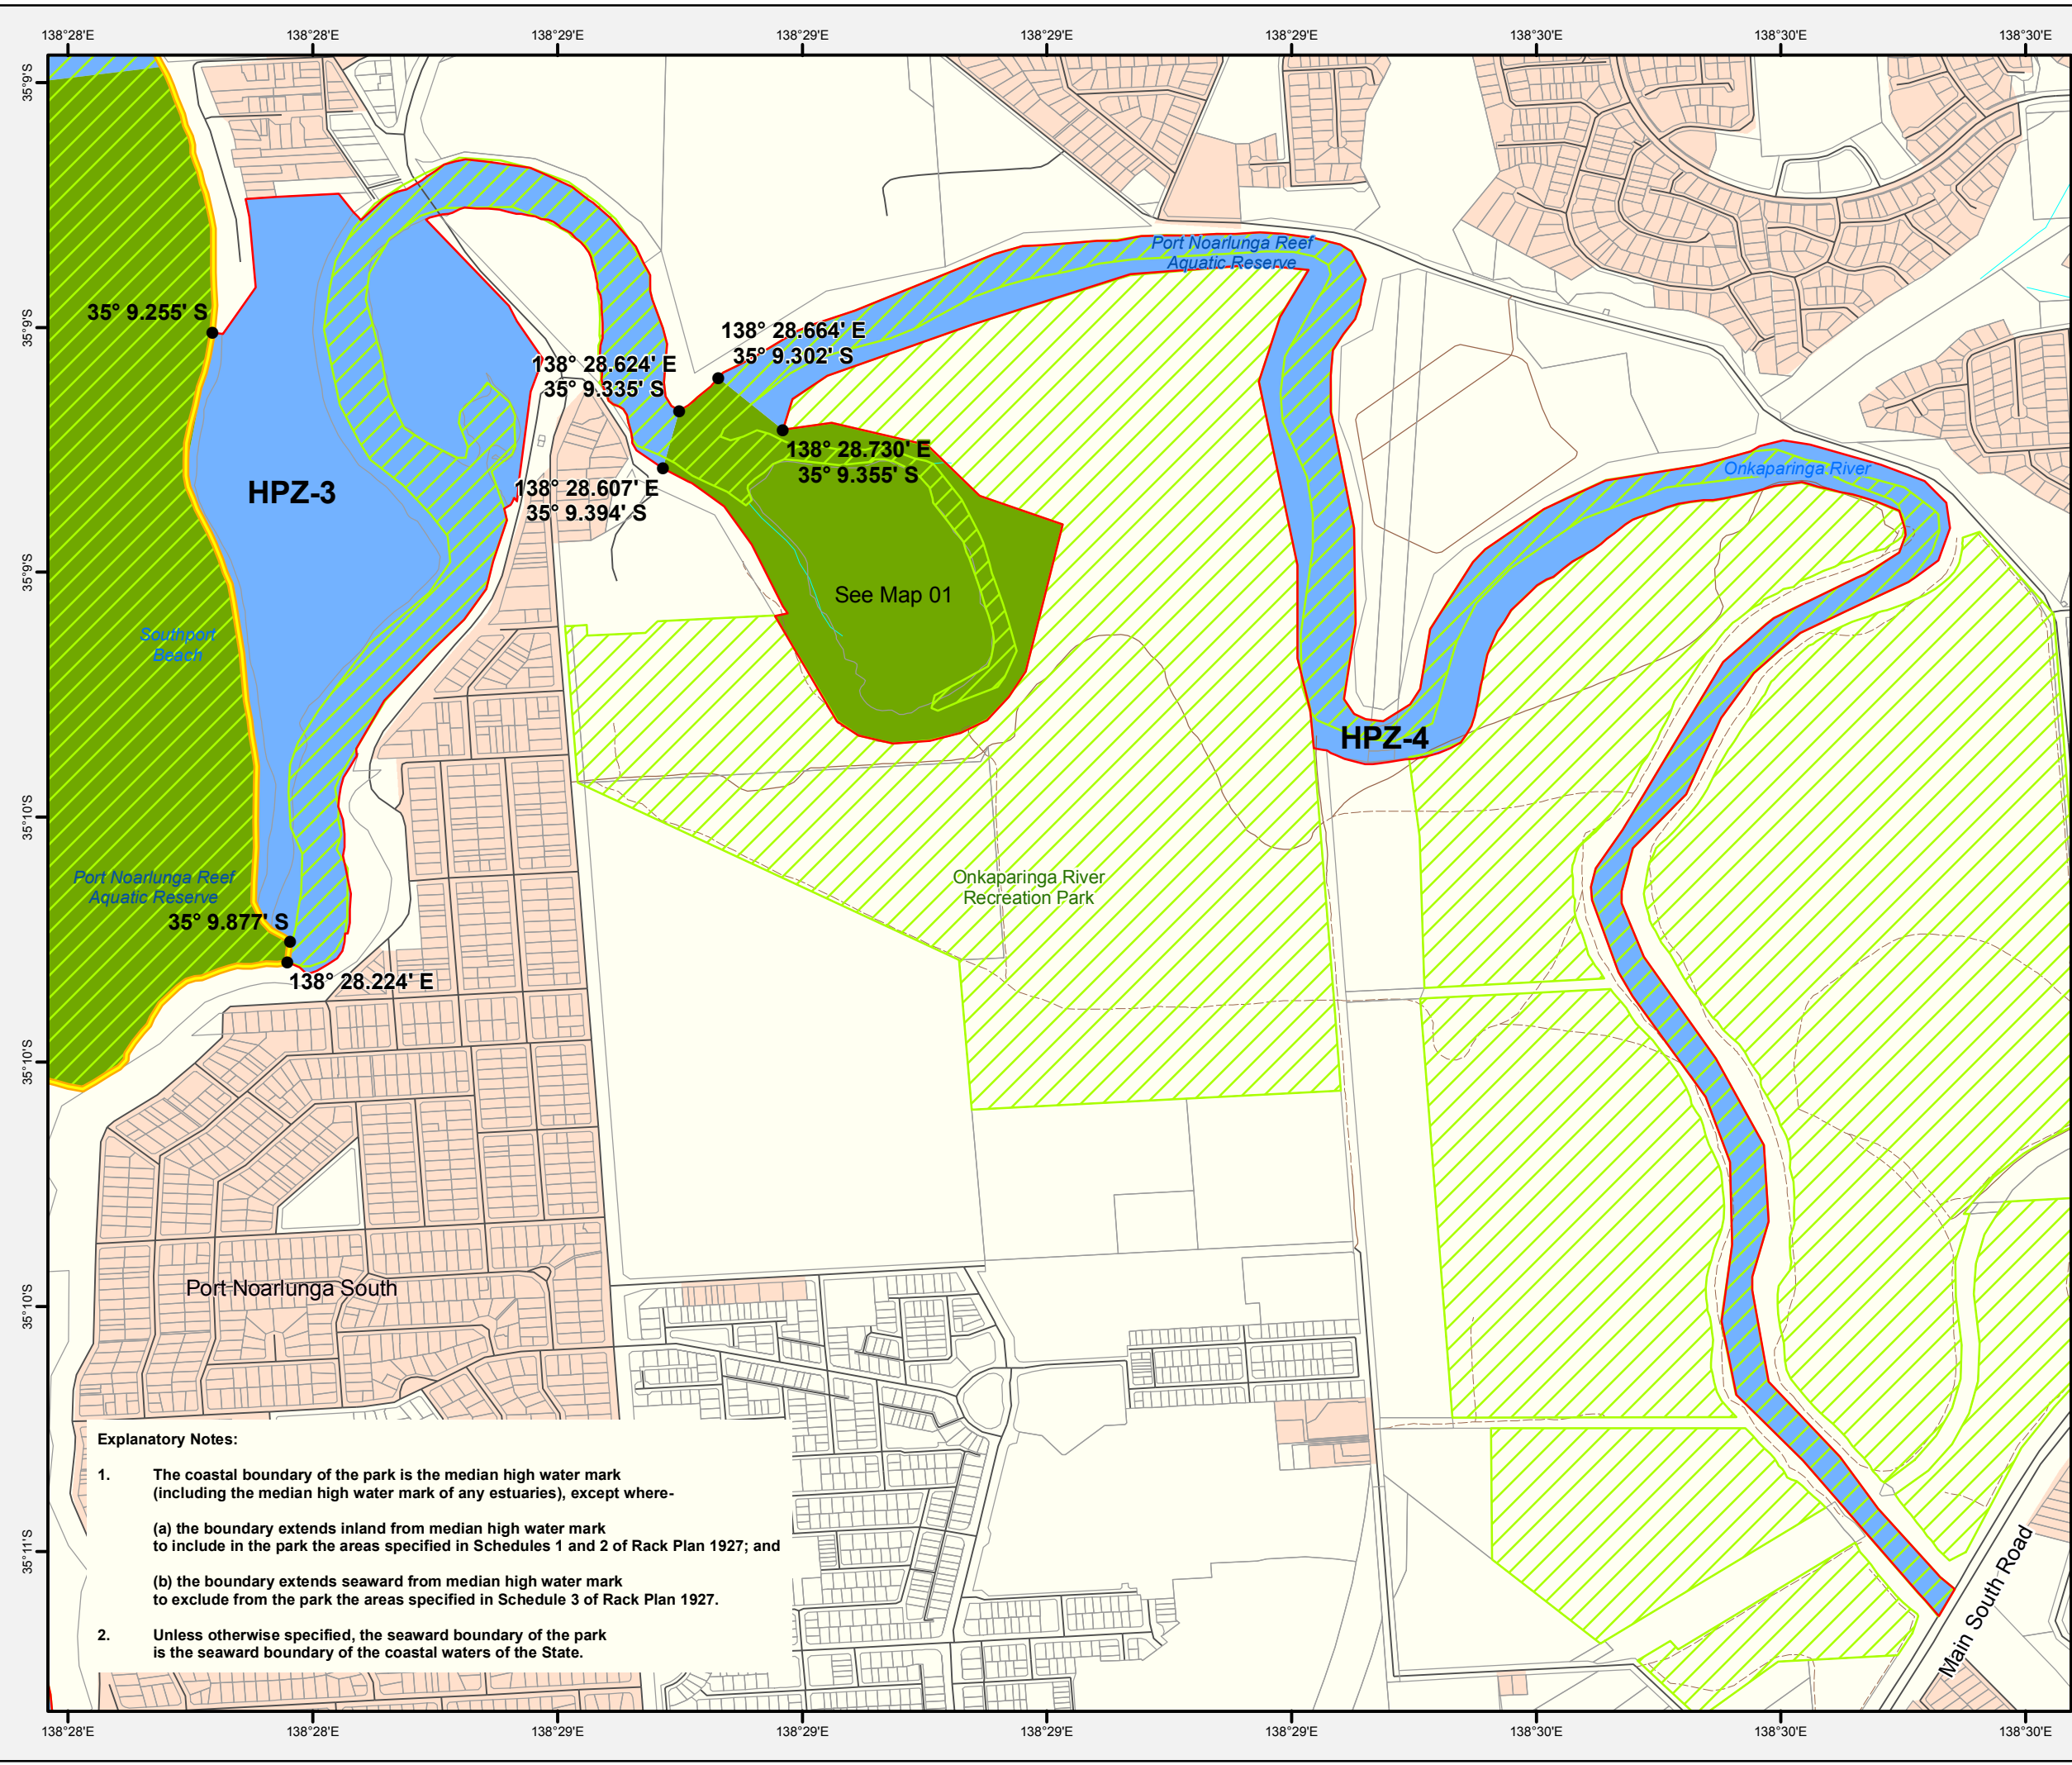 138°28'E 138°28'E 138°29'E 138°29'E 138°29'E 138°29'E 138°30'E 138°30'E 138°30'E
35°9'S
Port Noarlunga Reef
Aquatic Reserve
35° 9.255' S
35°9'S
138° 28.664' E
35° 9.302' S
138° 28.624' E
35° 9.335' S
138° 28.730' E
35° 9.355' S
Onkaparinga River
HPZ-3
138° 28.607' E
35° 9.394' S
35°9'S
See Map 01
Southport
Beach
HPZ-4
35°10'S
Port Noarlunga Reef
Aquatic Reserve
Onkaparinga River
Recreation Park
35° 9.877' S
138° 28.224' E
35°10'S
Port Noarlunga South
35°10'S
Explanatory Notes:
1. The coastal boundary of the park is the median high water mark
(including the median high water mark of any estuaries), except where-
(a) the boundary extends inland from median high water mark
to include in the park the areas specified in Schedules 1 and 2 of Rack Plan 1927; and
(b) the boundary extends seaward from median high water mark
to exclude from the park the areas specified in Schedule 3 of Rack Plan 1927.
2. Unless otherwise specified, the seaward boundary of the park
is the seaward boundary of the coastal waters of the State.
35°11'S
Main South Road
138°28'E 138°28'E 138°29'E 138°29'E 138°29'E 138°29'E 138°30'E 138°30'E 138°30'E